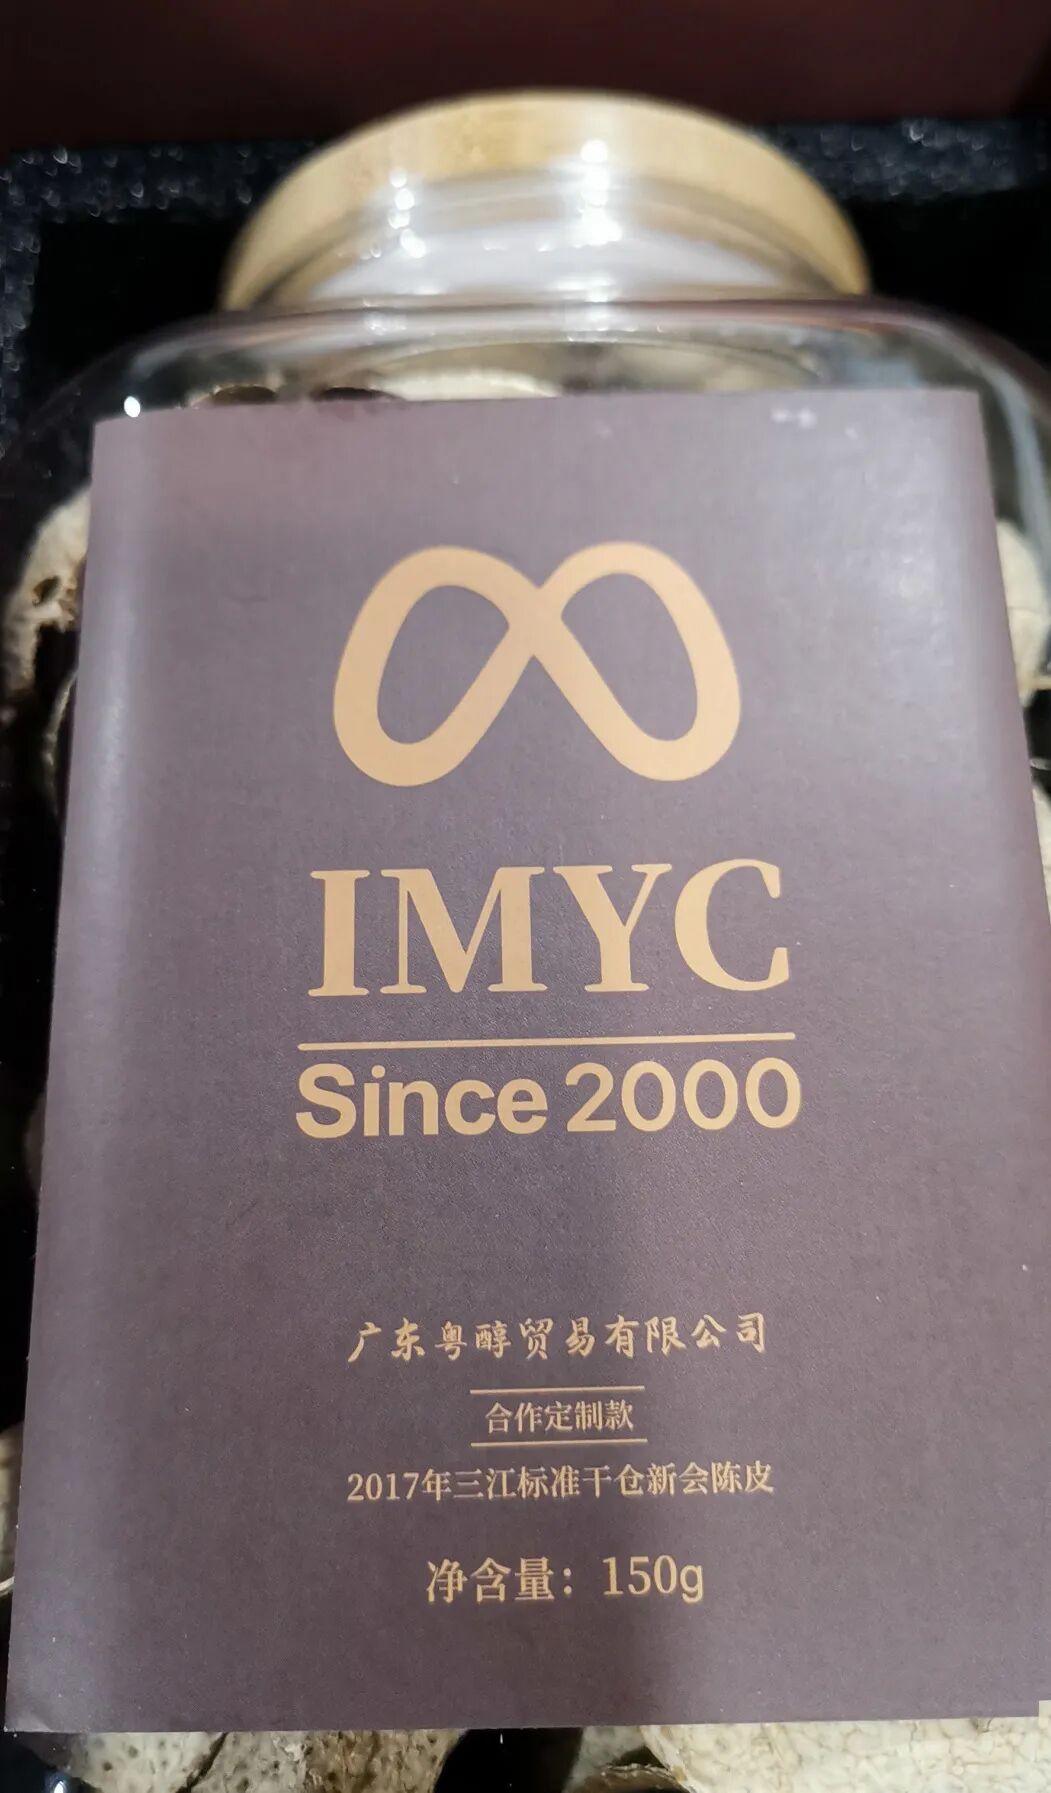 IMYC
Since 2000
广东粤醇贸易有限公司
合作定制款
2017年三江标准干仓新会陈皮
净含量：150g